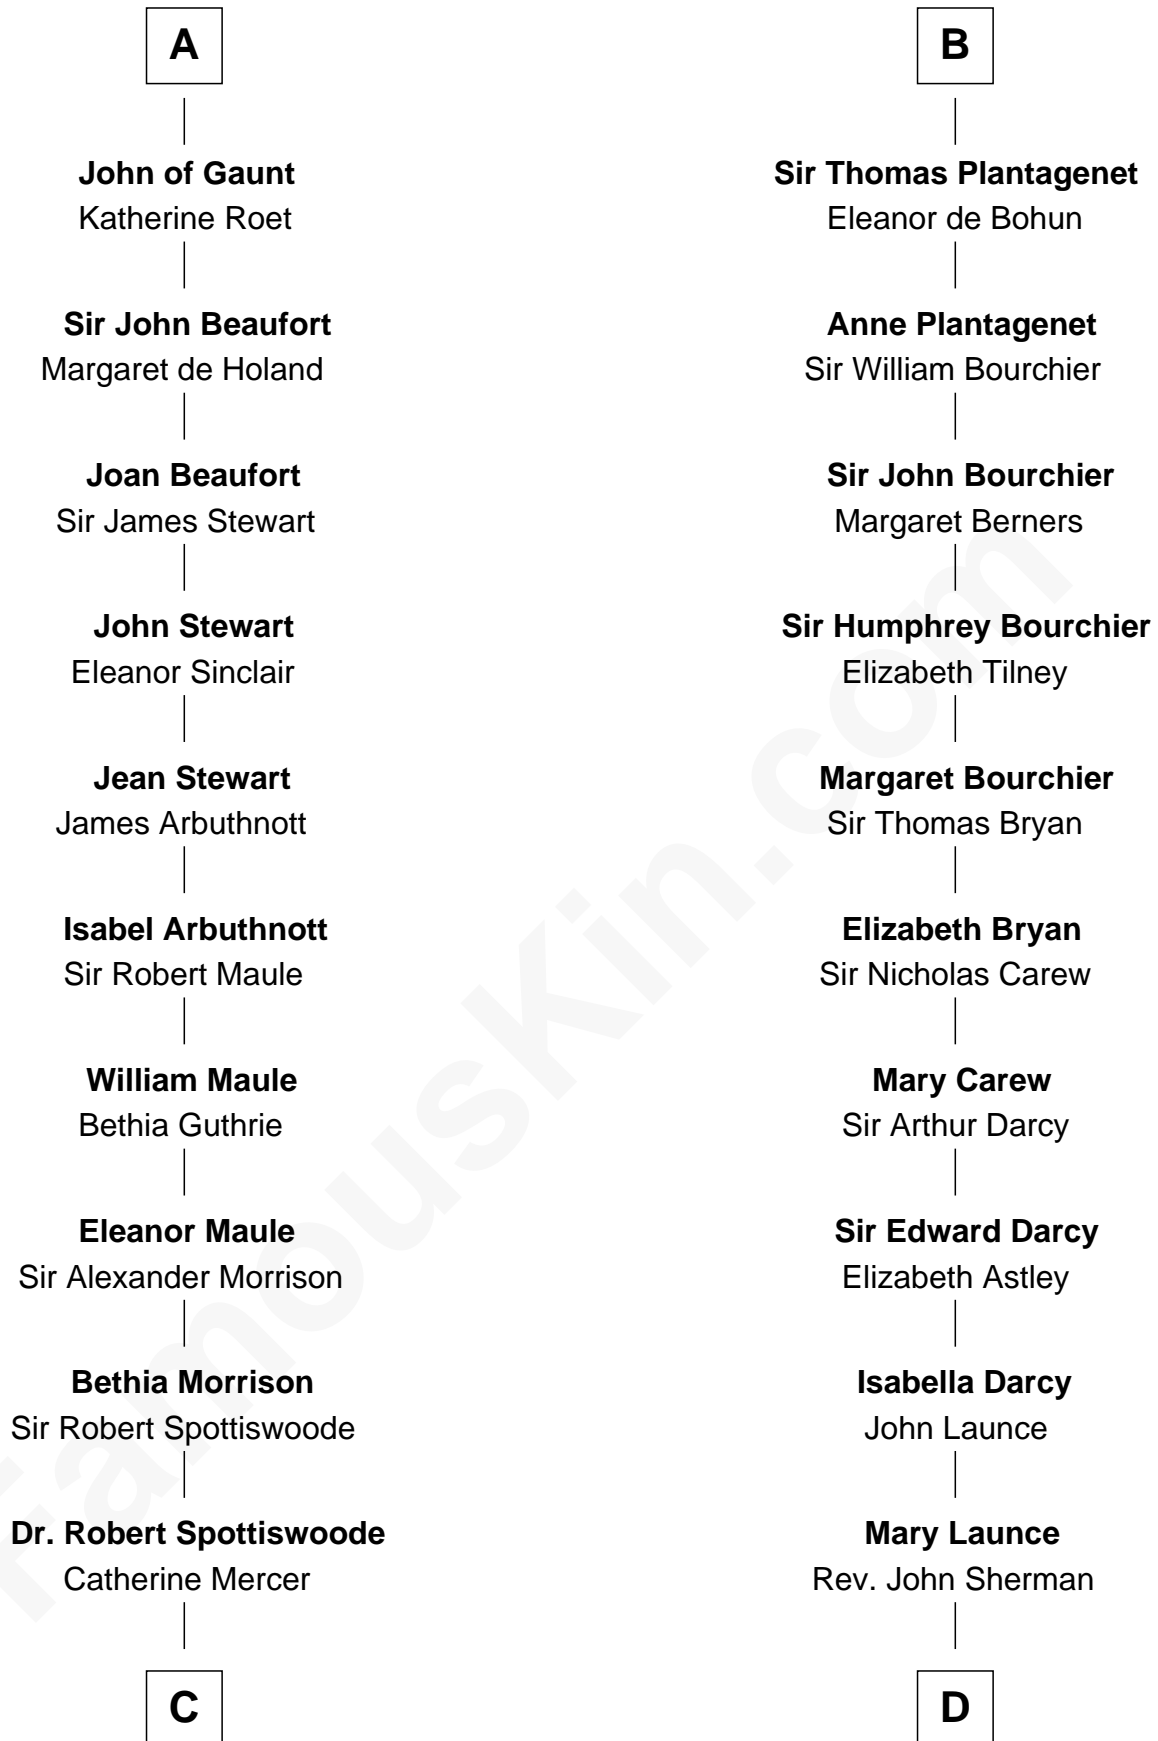 A
John of Gaunt
Katherine Roet
Sir John Beaufort
Margaret de Holand
Joan Beaufort
Sir James Stewart
John Stewart
Eleanor Sinclair
Jean Stewart
James Arbuthnott
Isabel Arbuthnott
Sir Robert Maule
William Maule
Bethia Guthrie
Eleanor Maule
Sir Alexander Morrison
Bethia Morrison
Sir Robert Spottiswoode
Dr. Robert Spottiswoode
Catherine Mercer
C
B
Sir Thomas Plantagenet
Eleanor de Bohun
Anne Plantagenet
Sir William Bourchier
Sir John Bourchier
Margaret Berners
Sir Humphrey Bourchier
Elizabeth Tilney
Margaret Bourchier
Sir Thomas Bryan
Elizabeth Bryan
Sir Nicholas Carew
Mary Carew
Sir Arthur Darcy
Sir Edward Darcy
Elizabeth Astley
Isabella Darcy
John Launce
Mary Launce
Rev. John Sherman
D
FamousKin.com